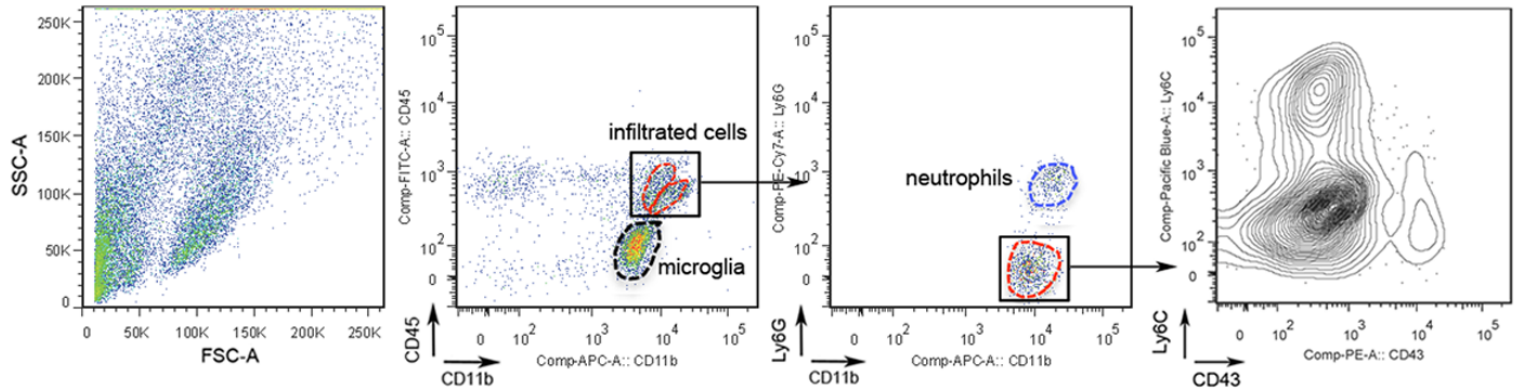 250K
200K
150K
100K
50K
0
SSC-A
0 50K 100K 150K 200K 250K
FSC-A
10^5
10^4
10^3
10^2
0
Comp-FITC-A:: CD45
CD45
infiltrated cells
microglia
0 10^2 10^3 10^4 10^5
Comp-APC-A:: CD11b
CD11b
10^5
10^4
10^3
10^2
0
Comp-PE-Cy7-A:: Ly6G
Ly6G
neutrophils
0 10^2 10^3 10^4 10^5
Comp-APC-A:: CD11b
CD11b
10^5
10^4
10^3
10^2
0
Comp-Pacific Blue-A:: Ly6C
Ly6C
0 10^2 10^3 10^4 10^5
Comp-PE-A:: CD43
CD43